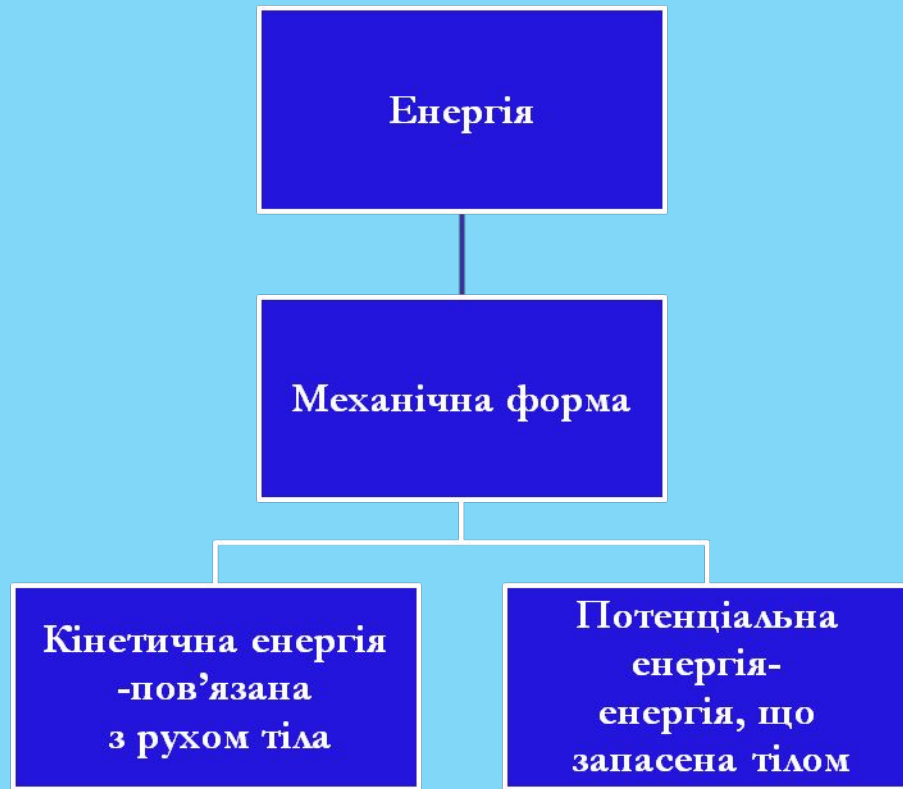 Енергія
Механічна форма
Кінетична енергія
-пов’язана
з рухом тіла
Потенціальна
енергія-
енергія, що
запасена тілом